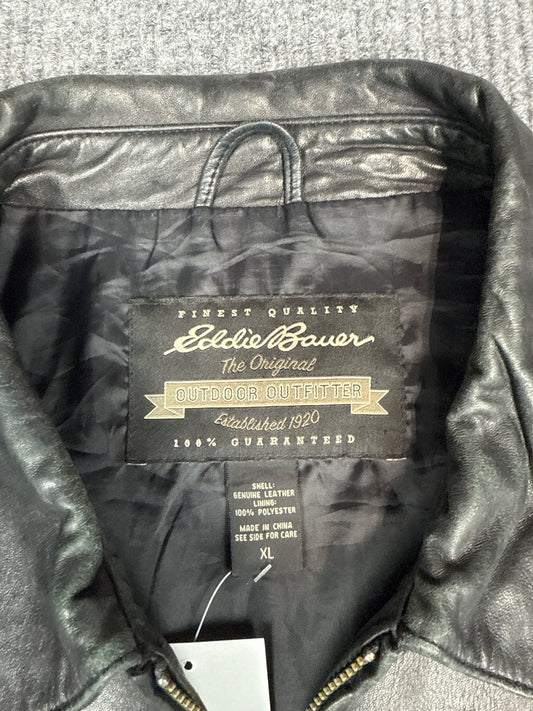 FINEST QUALITY
Eddie Bauer
The Original
OUTDOOR OUTFITTER
Established 1920
100% GUARANTEED
SHELL:
GENUINE LEATHER
LINING:
100% POLYESTER
MADE IN CHINA
SEE SIDE FOR CARE
XL